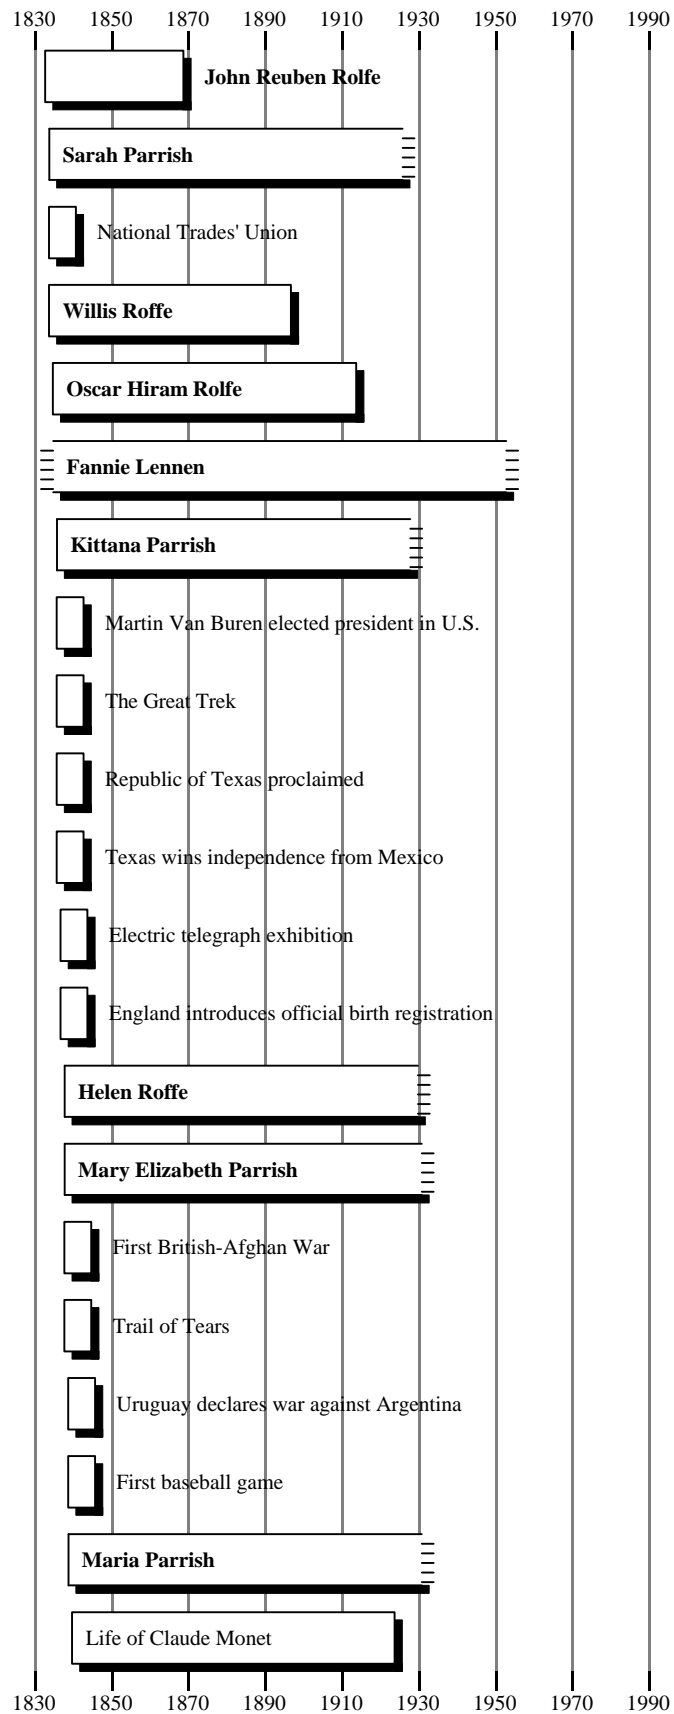 1830 1850 1870 1890 1910 1930 1950 1970 1990
John Reuben Rolfe
Sarah Parrish
National Trades' Union
Willis Roffe
Oscar Hiram Rolfe
Fannie Lennen
Kittana Parrish
Martin Van Buren elected president in U.S.
The Great Trek
Republic of Texas proclaimed
Texas wins independence from Mexico
Electric telegraph exhibition
England introduces official birth registration
Helen Roffe
Mary Elizabeth Parrish
First British-Afghan War
Trail of Tears
Uruguay declares war against Argentina
First baseball game
Maria Parrish
Life of Claude Monet
1830 1850 1870 1890 1910 1930 1950 1970 1990